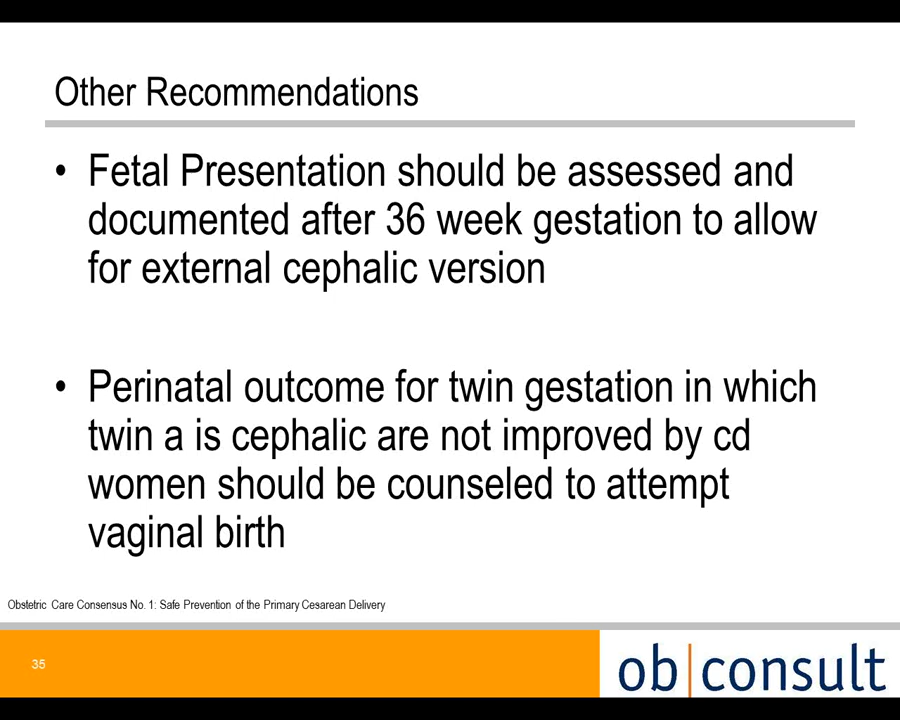 Other Recommendations
• Fetal Presentation should be assessed and
documented after 36 week gestation to allow
for external cephalic version
• Perinatal outcome for twin gestation in which
twin a is cephalic are not improved by cd
women should be counseled to attempt
vaginal birth
Obstetric Care Consensus No. 1: Safe Prevention of the Primary Cesarean Delivery
35
ob|consult